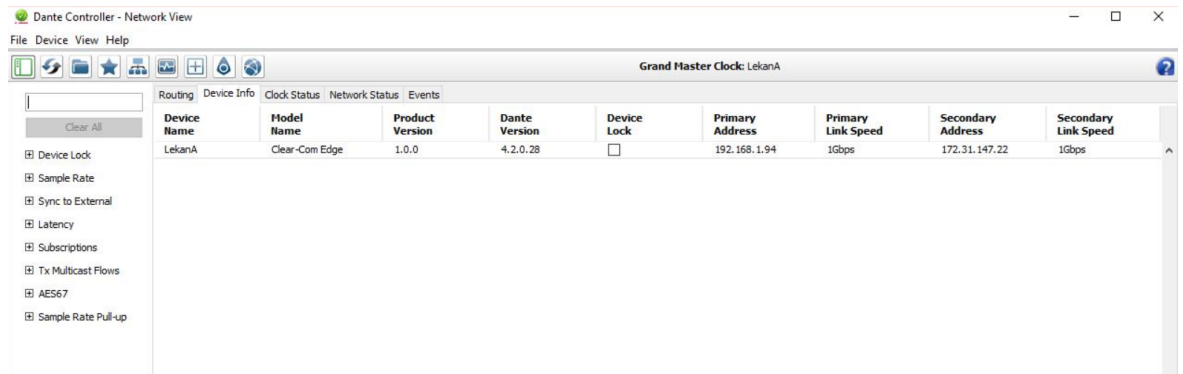 Dante Controller - Network View
File Device View Help
Grand Master Clock: LekanA
Clear All
Device Lock
Sample Rate
Sync to External
Latency
Subscriptions
Tx Multicast Flows
AES67
Sample Rate Pull-up
Routing Device Info Clock Status Network Status Events
Device Name Model Name Product Version Dante Version Device Lock Primary Address Primary Link Speed Secondary Address Secondary Link Speed
LekanA Clear-Com Edge 1.0.0 4.2.0.28 192.168.1.94 1Gbps 172.31.147.22 1Gbps